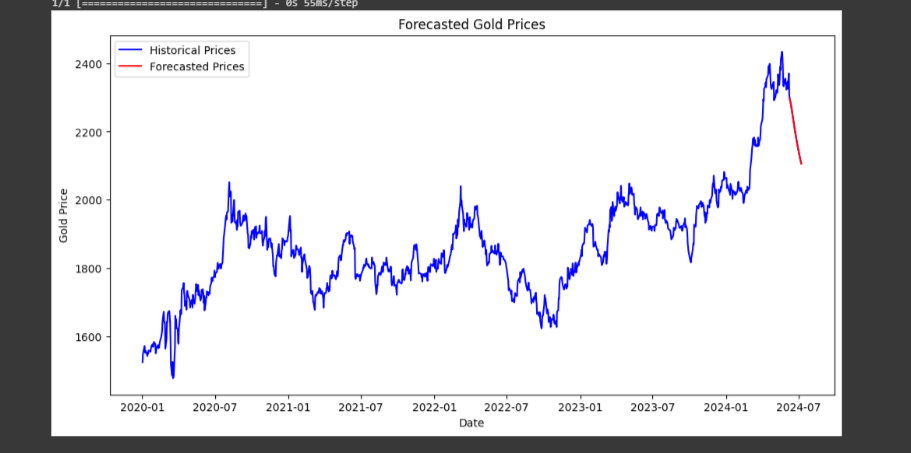 1/1 [==============================] - 0s 55ms/step
Forecasted Gold Prices
Historical Prices
Forecasted Prices
2400
2200
2000
1800
1600
Gold Price
2020-01 2020-07 2021-01 2021-07 2022-01 2022-07 2023-01 2023-07 2024-01 2024-07
Date